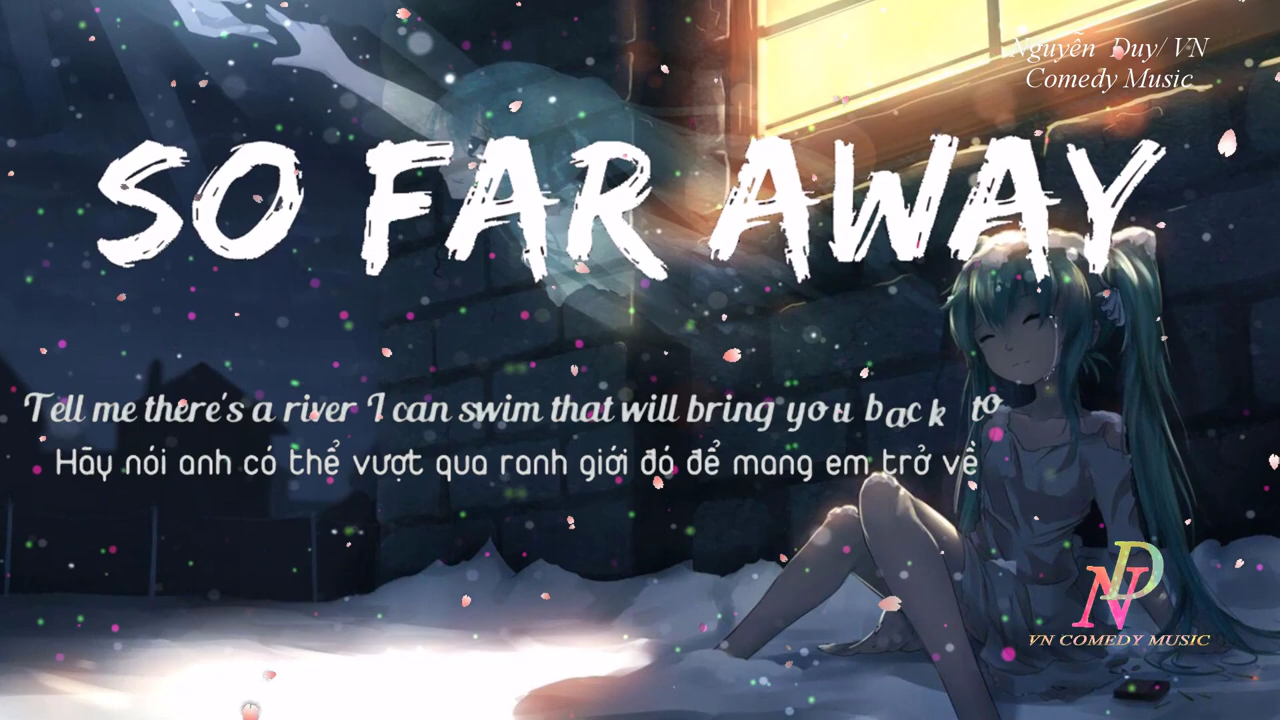 Nguyễn Duy/ VN
Comedy Music
SO FAR AWAY
Tell me there's a river I can swim that will bring you back to
Hãy nói anh có thể vượt qua ranh giới đó để mang em trở về
ND
VN COMEDY MUSIC